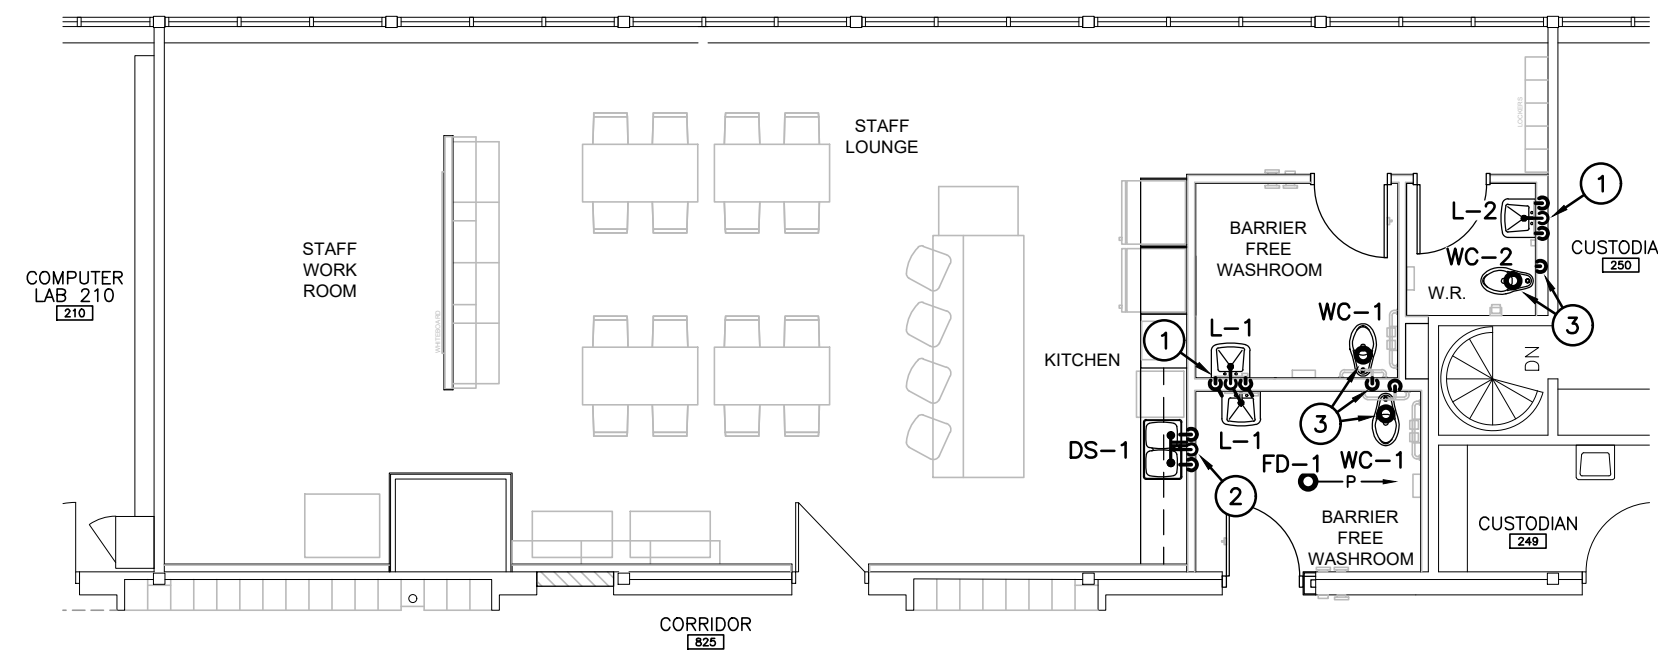 LOCKERS
STAFF
LOUNGE
1
L-2
BARRIER
FREE
WASHROOM
STAFF
WORK
ROOM
WC-2
CUSTODIA
250
COMPUTER
LAB 210
210
W.R.
WHITEBOARD
WC-1
L-1
1
3
KITCHEN
DN
3
L-1
DS-1
FD-1
WC-1
P
2
BARRIER
FREE
WASHROOM
CUSTODIAN
249
CORRIDOR
825